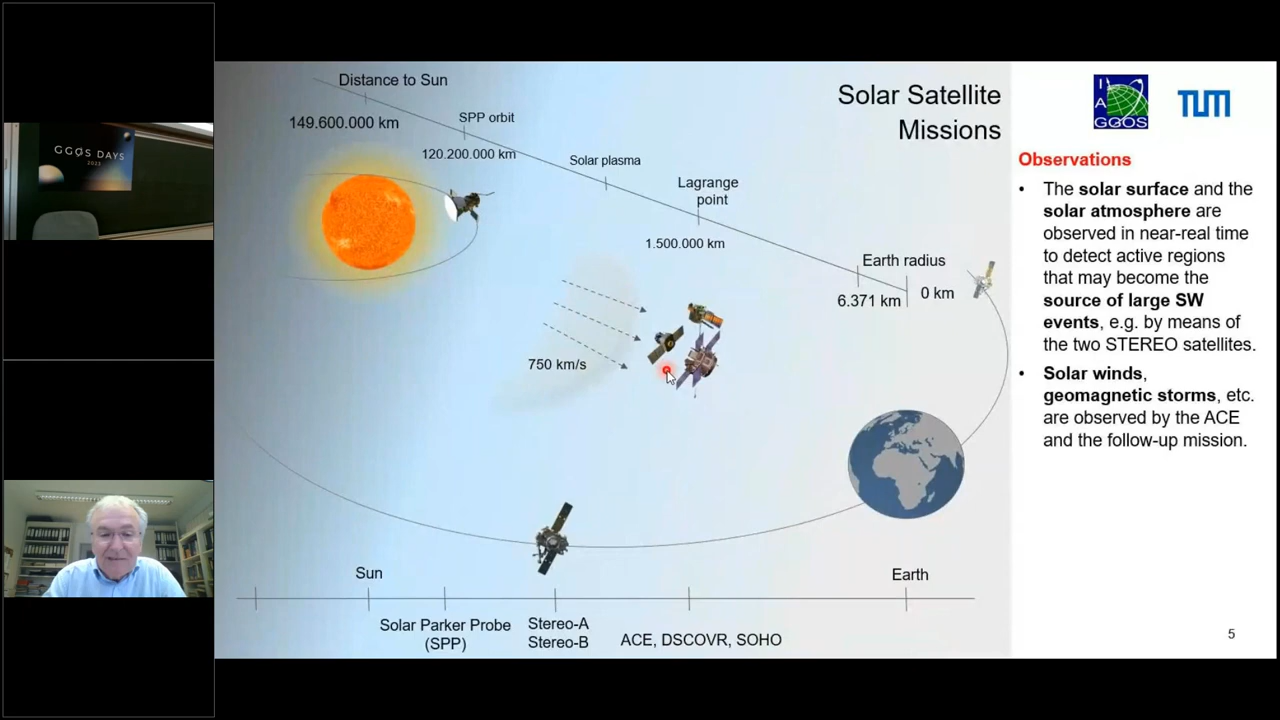 GGOS DAYS
2022
Solar Satellite
Missions
Distance to Sun
149.600.000 km
SPP orbit
120.200.000 km
Solar plasma
Lagrange
point
1.500.000 km
Earth radius
6.371 km
0 km
750 km/s
Sun
Earth
Solar Parker Probe
(SPP)
Stereo-A
Stereo-B
ACE, DSCOVR, SOHO
I
A
G
GGOS
TUM
Observations
• The solar surface and the
solar atmosphere are
observed in near-real time
to detect active regions
that may become the
source of large SW
events, e.g. by means of
the two STEREO satellites.
• Solar winds,
geomagnetic storms, etc.
are observed by the ACE
and the follow-up mission.
5